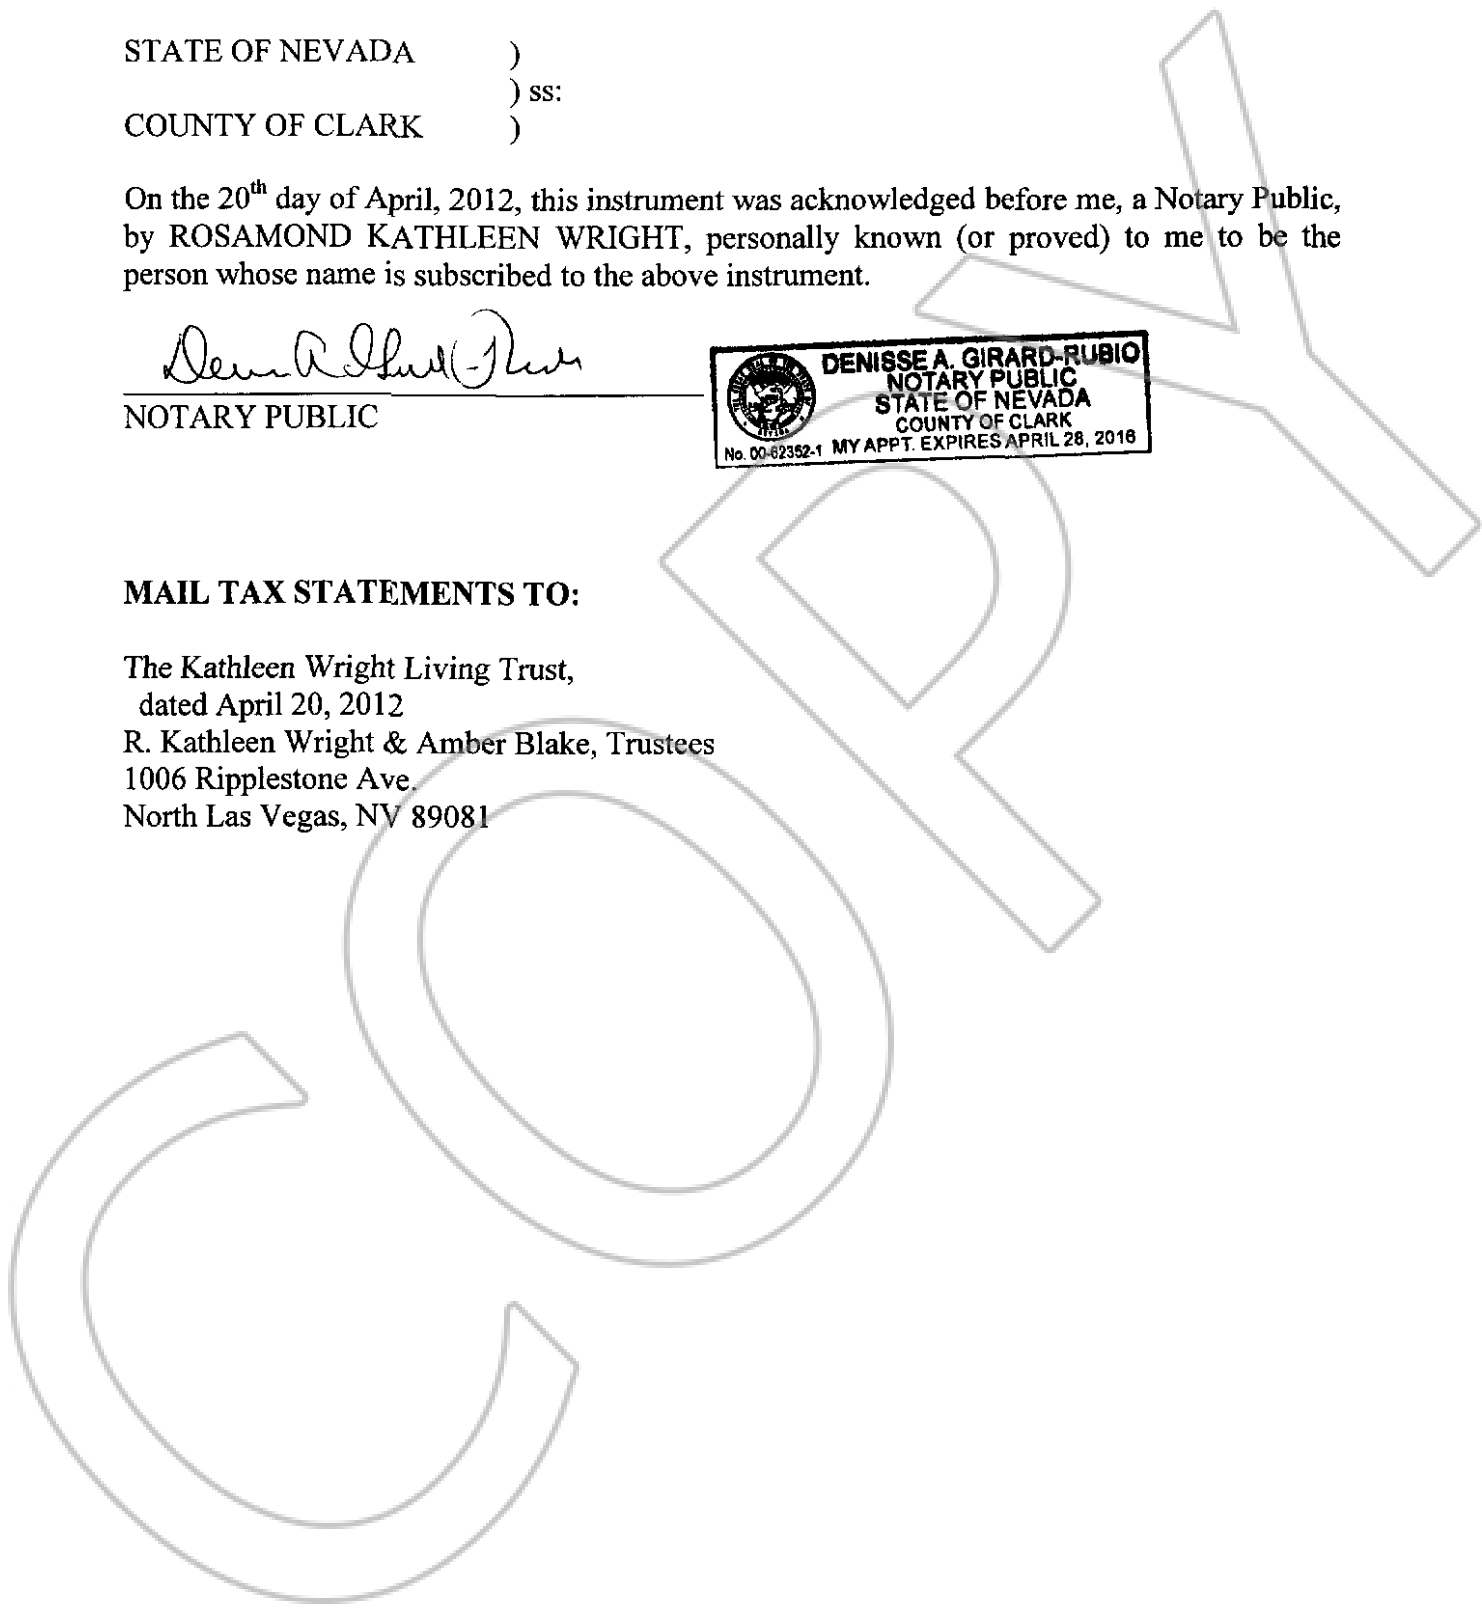 STATE OF NEVADA )
) ss:
COUNTY OF CLARK )
On the 20th day of April, 2012, this instrument was acknowledged before me, a Notary Public,
by ROSAMOND KATHLEEN WRIGHT, personally known (or proved) to me to be the
person whose name is subscribed to the above instrument.
NOTARY PUBLIC
DENISSE A. GIRARD-RUBIO
NOTARY PUBLIC
STATE OF NEVADA
COUNTY OF CLARK
No. 00-62352-1 MY APPT. EXPIRES APRIL 28, 2016
MAIL TAX STATEMENTS TO:
The Kathleen Wright Living Trust,
dated April 20, 2012
R. Kathleen Wright & Amber Blake, Trustees
1006 Ripplestone Ave.
North Las Vegas, NV 89081
COPY